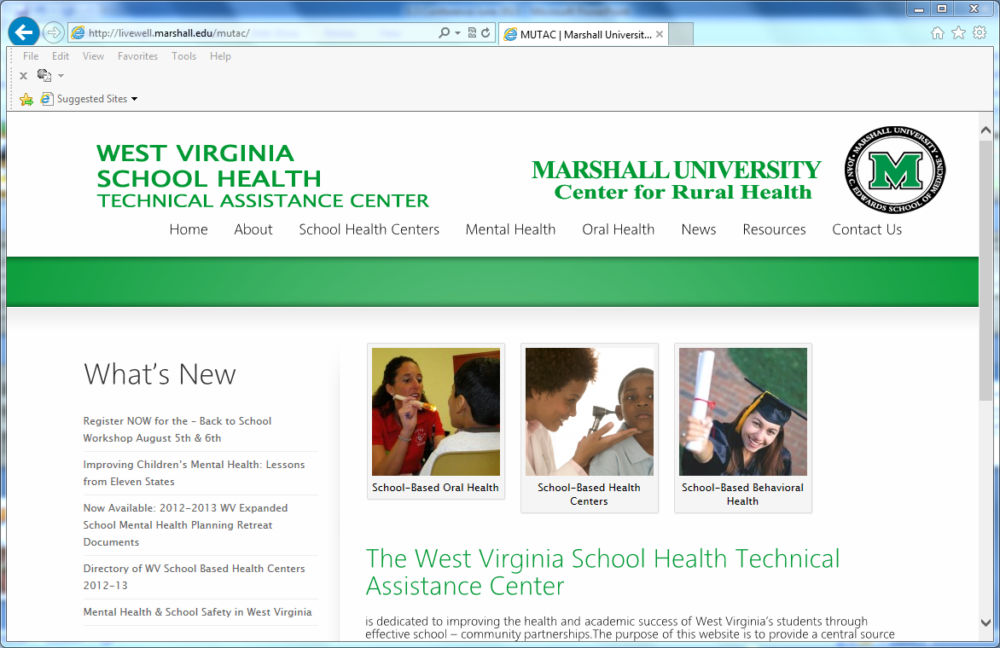 http://livewell.marshall.edu/mutac/
MUTAC | Marshall Universit...
File Edit View Favorites Tools Help
Suggested Sites
WEST VIRGINIA
SCHOOL HEALTH
TECHNICAL ASSISTANCE CENTER
MARSHALL UNIVERSITY
Center for Rural Health
MARSHALL UNIVERSITY
M
JOAN C. EDWARDS SCHOOL OF MEDICINE
Home About School Health Centers Mental Health Oral Health News Resources Contact Us
What's New
Register NOW for the – Back to School
Workshop August 5th & 6th
Improving Children's Mental Health: Lessons
from Eleven States
Now Available: 2012-2013 WV Expanded
School Mental Health Planning Retreat
Documents
Directory of WV School Based Health Centers
2012-13
Mental Health & School Safety in West Virginia
School-Based Oral Health
School-Based Health
Centers
School-Based Behavioral
Health
The West Virginia School Health Technical
Assistance Center
is dedicated to improving the health and academic success of West Virginia's students through
effective school – community partnerships.The purpose of this website is to provide a central source